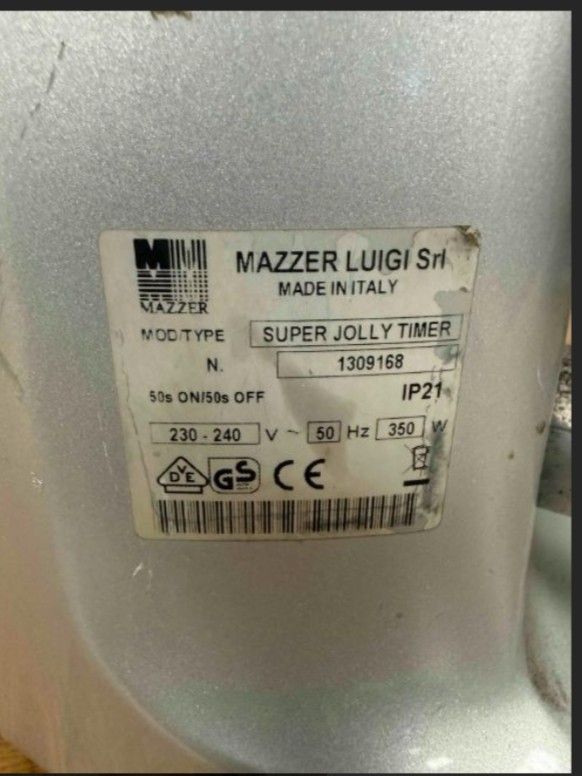 MAZZER
MAZZER LUIGI Srl
MADE IN ITALY
MOD/TYPE SUPER JOLLY TIMER
N. 1309168
50s ON/50s OFF IP21
230 - 240 V ~ 50 Hz 350 W
DVE GS CE